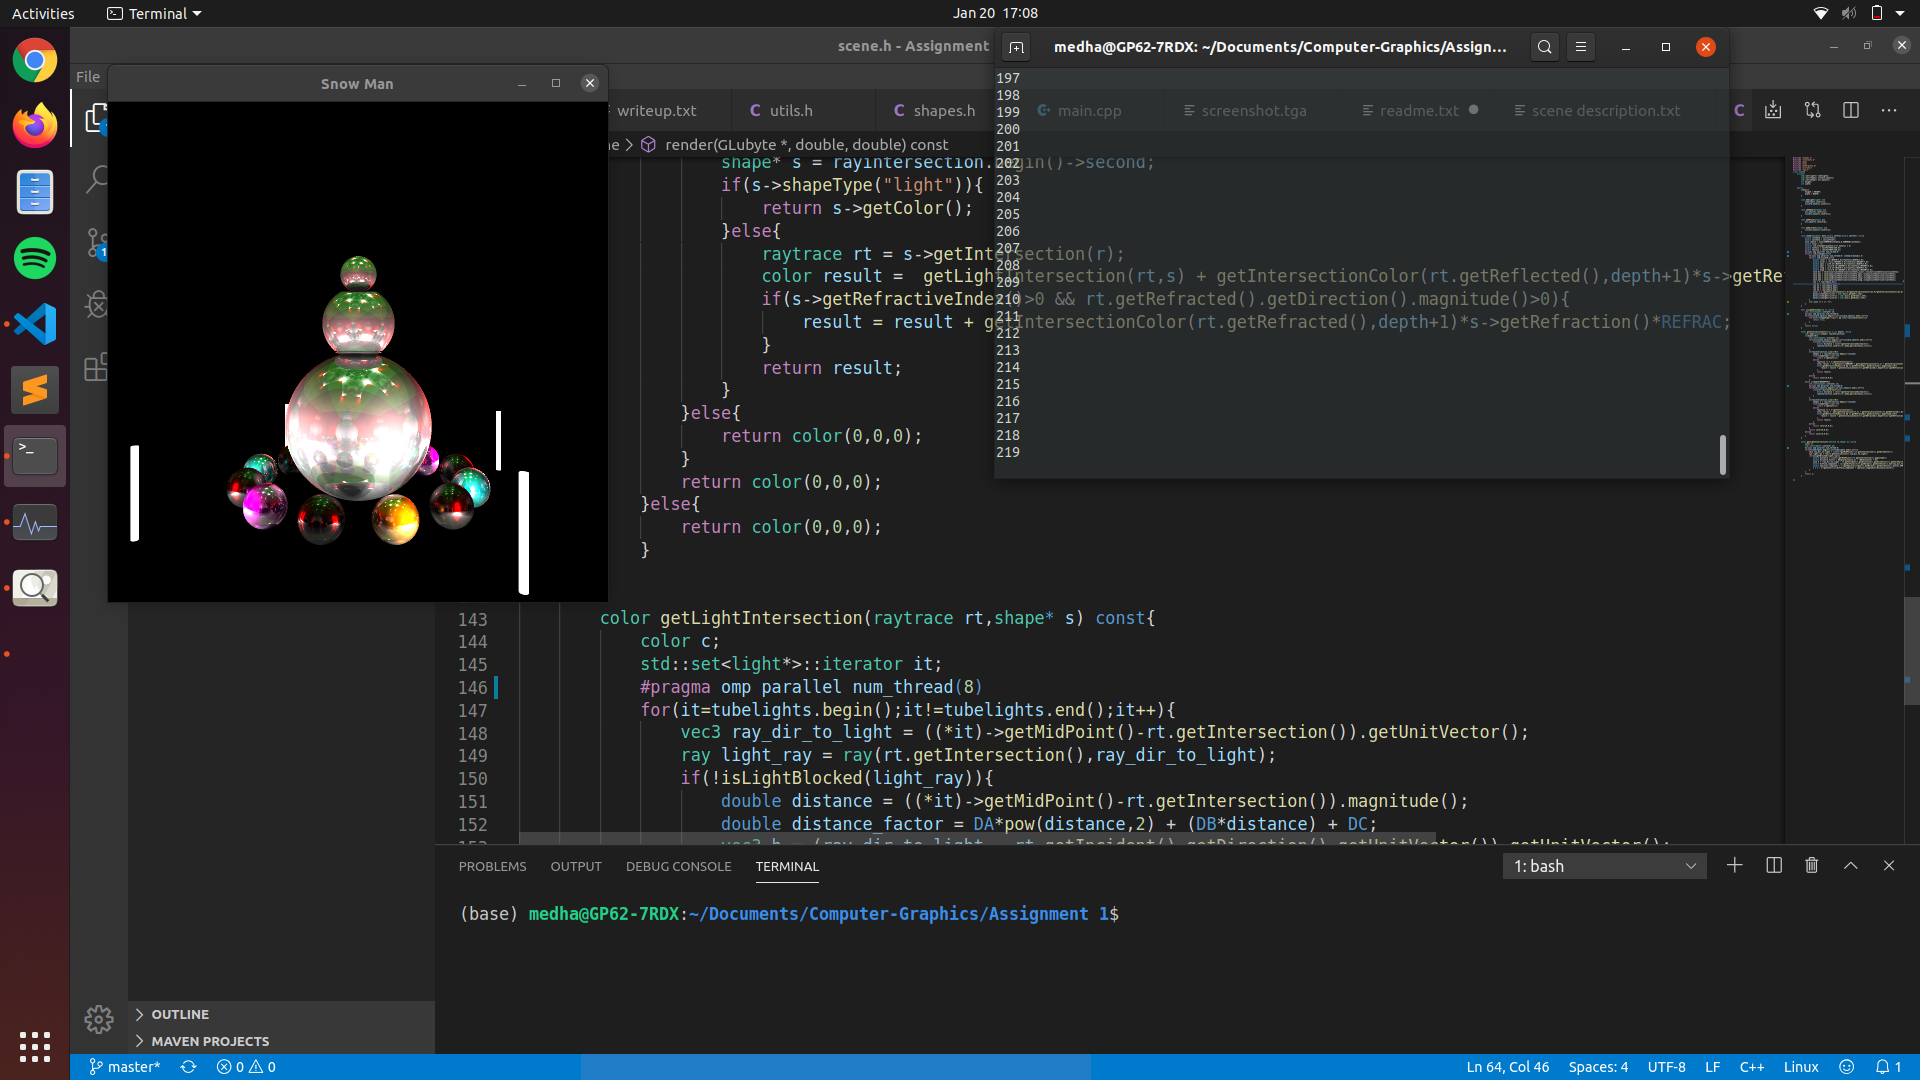 Activities
Terminal
Jan 20 17:08
scene.h - Assignment
medha@GP62-7RDX: ~/Documents/Computer-Graphics/Assign...
File
Snow Man
writeup.txt
C utils.h
C shapes.h
main.cpp
screenshot.tga
readme.txt
scene description.txt
C
render(GLubyte *, double, double) const
197
198
199
200
201
202
203
204
205
206
207
208
209
210
211
212
213
214
215
216
217
218
219
if(s->shapeType("light")){
return s->getColor();
}else{
raytrace rt = s->getIntersection(r);
color result = getLightIntersection(rt,s) + getIntersectionColor(rt.getReflected(),depth+1)*s->getRe
if(s->getRefractiveIndex()>0 && rt.getRefracted().getDirection().magnitude()>0){
result = result + getIntersectionColor(rt.getRefracted(),depth+1)*s->getRefraction()*REFRAC;
}
return result;
}
}else{
return color(0,0,0);
}
return color(0,0,0);
}else{
return color(0,0,0);
}
143 color getLightIntersection(raytrace rt,shape* s) const{
144 color c;
145 std::set<light*>::iterator it;
146 #pragma omp parallel num_thread(8)
147 for(it=tubelights.begin();it!=tubelights.end();it++){
148 vec3 ray_dir_to_light = ((*it)->getMidPoint()-rt.getIntersection()).getUnitVector();
149 ray light_ray = ray(rt.getIntersection(),ray_dir_to_light);
150 if(!isLightBlocked(light_ray)){
151 double distance = ((*it)->getMidPoint()-rt.getIntersection()).magnitude();
152 double distance_factor = DA*pow(distance,2) + (DB*distance) + DC;
PROBLEMS OUTPUT DEBUG CONSOLE TERMINAL
1: bash
(base) medha@GP62-7RDX:~/Documents/Computer-Graphics/Assignment 1$
OUTLINE
MAVEN PROJECTS
master* 0 0
Ln 64, Col 46 Spaces: 4 UTF-8 LF C++ Linux 1